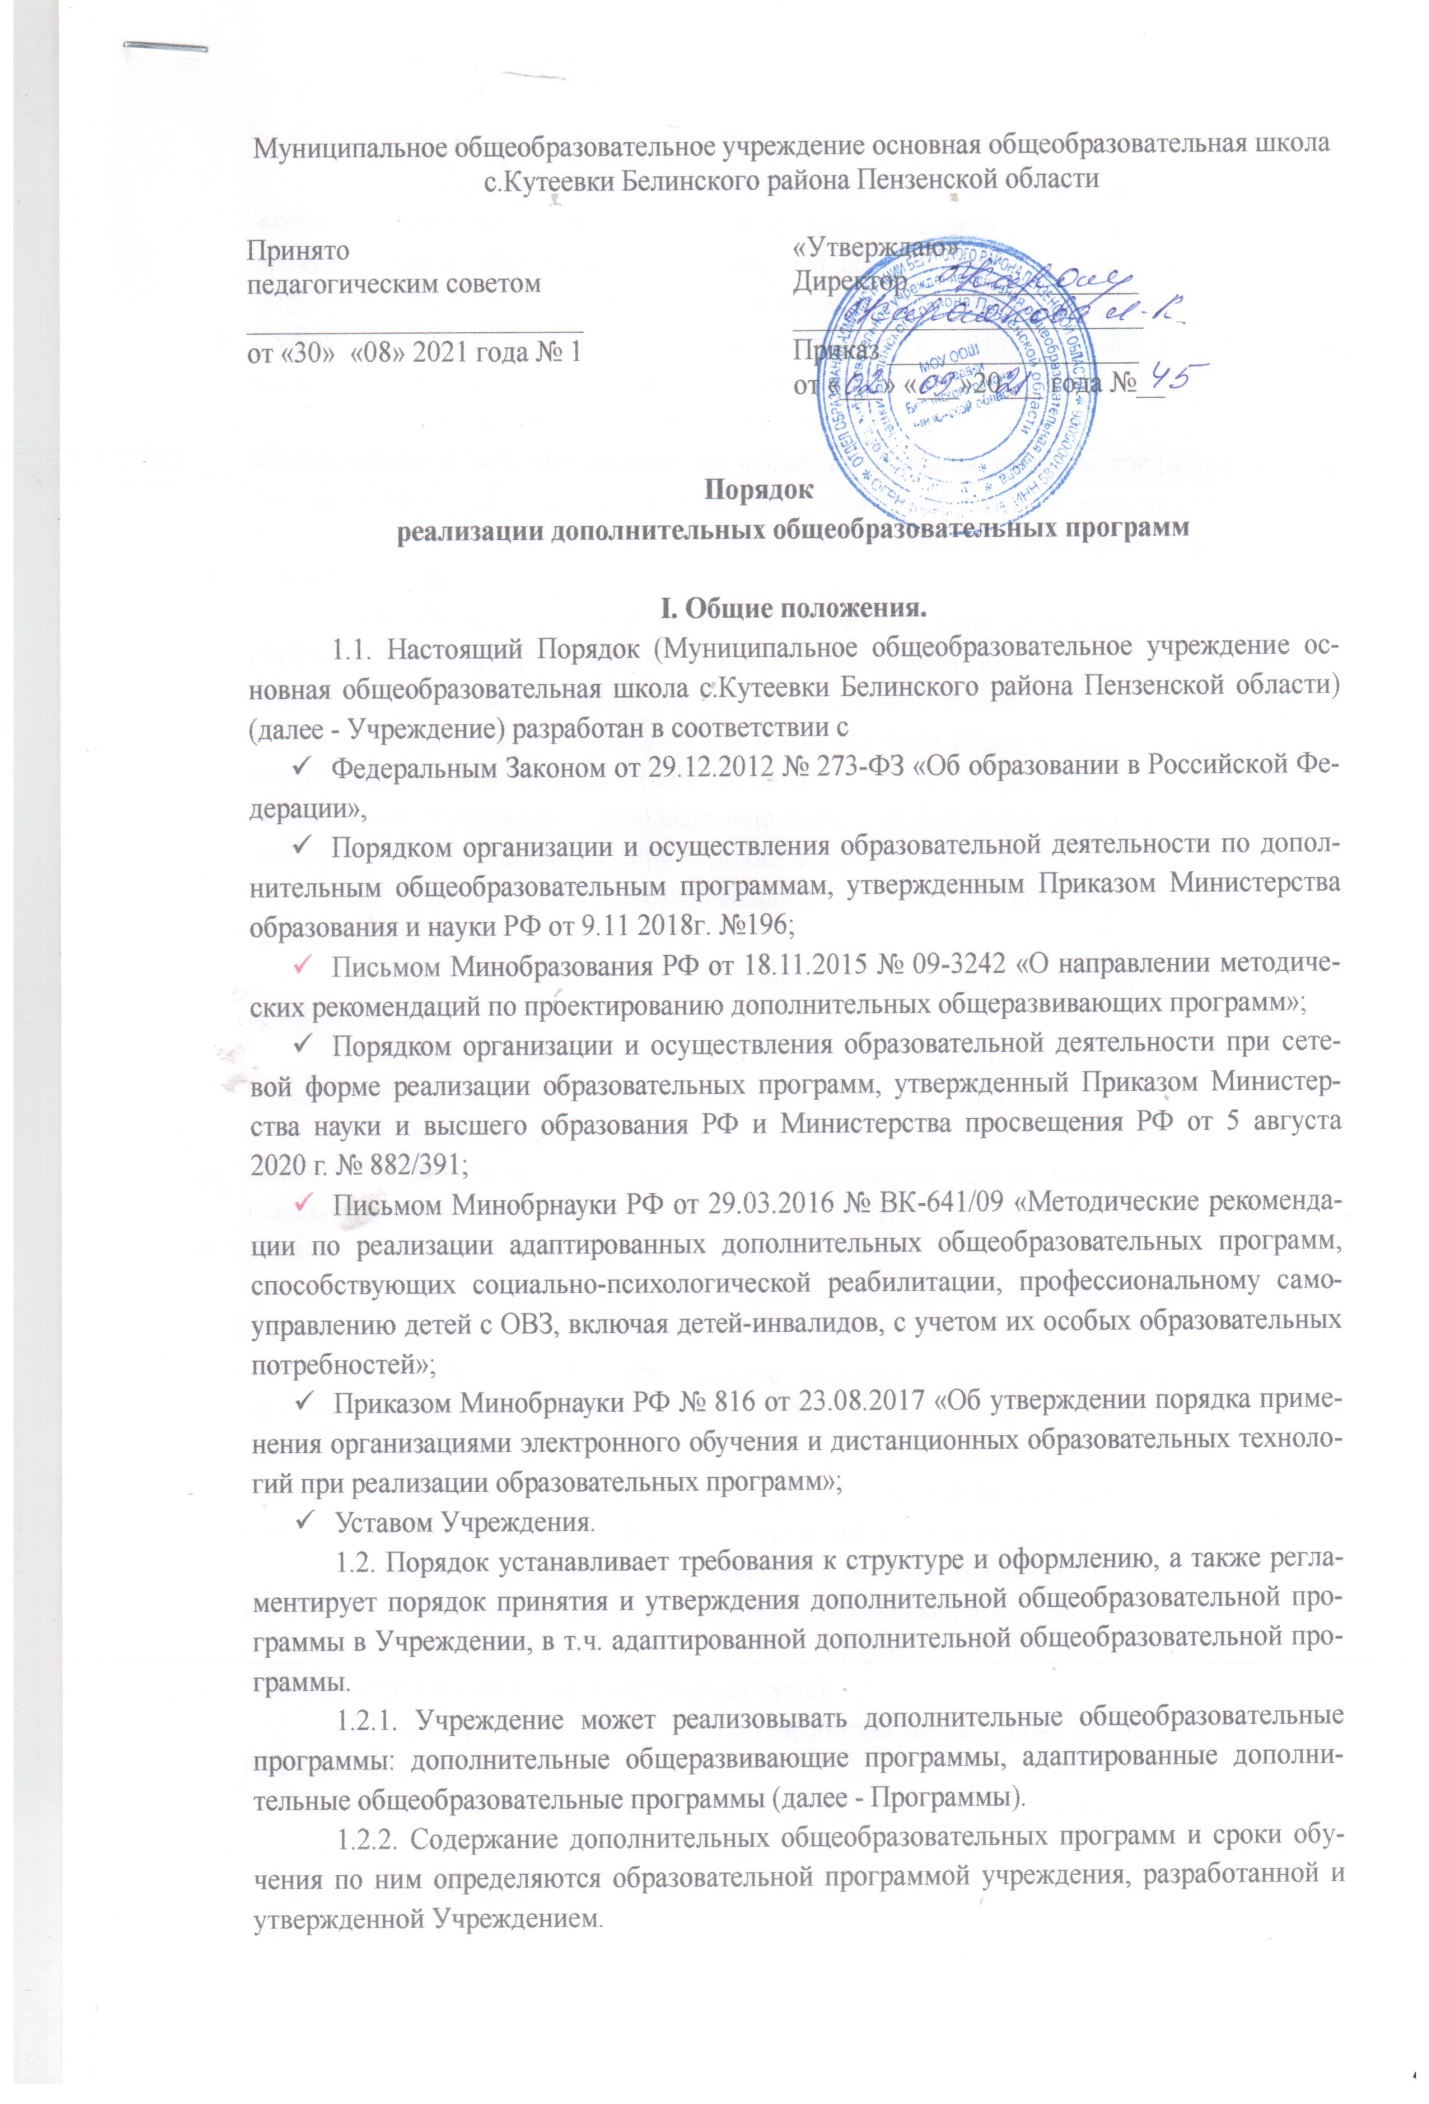 Муниципальное общеобразовательное учреждение основная общеобразовательная школа
с.Кутеевки Белинского района Пензенской области
Принято
педагогическим советом
от «30» «08» 2021 года № 1
«Утверждаю»
Директор
Приказ
от «02» «09» 2021 года № 45
МОУ ООШ
Порядок
реализации дополнительных общеобразовательных программ
I. Общие положения.
1.1. Настоящий Порядок (Муниципальное общеобразовательное учреждение ос-
новная общеобразовательная школа с.Кутеевки Белинского района Пензенской области)
(далее - Учреждение) разработан в соответствии с
✓ Федеральным Законом от 29.12.2012 № 273-ФЗ «Об образовании в Российской Фе-
дерации»,
✓ Порядком организации и осуществления образовательной деятельности по допол-
нительным общеобразовательным программам, утвержденным Приказом Министерства
образования и науки РФ от 9.11 2018г. №196;
✓ Письмом Минобразования РФ от 18.11.2015 № 09-3242 «О направлении методиче-
ских рекомендаций по проектированию дополнительных общеразвивающих программ»;
✓ Порядком организации и осуществления образовательной деятельности при сете-
вой форме реализации образовательных программ, утвержденный Приказом Министер-
ства науки и высшего образования РФ и Министерства просвещения РФ от 5 августа
2020 г. № 882/391;
✓ Письмом Минобрнауки РФ от 29.03.2016 № ВК-641/09 «Методические рекоменда-
ции по реализации адаптированных дополнительных общеобразовательных программ,
способствующих социально-психологической реабилитации, профессиональному само-
управлению детей с ОВЗ, включая детей-инвалидов, с учетом их особых образовательных
потребностей»;
✓ Приказом Минобрнауки РФ № 816 от 23.08.2017 «Об утверждении порядка приме-
нения организациями электронного обучения и дистанционных образовательных техноло-
гий при реализации образовательных программ»;
✓ Уставом Учреждения.
1.2. Порядок устанавливает требования к структуре и оформлению, а также регла-
ментирует порядок принятия и утверждения дополнительной общеобразовательной про-
граммы в Учреждении, в т.ч. адаптированной дополнительной общеобразовательной про-
граммы.
1.2.1. Учреждение может реализовывать дополнительные общеобразовательные
программы: дополнительные общеразвивающие программы, адаптированные дополни-
тельные общеобразовательные программы (далее - Программы).
1.2.2. Содержание дополнительных общеобразовательных программ и сроки обу-
чения по ним определяются образовательной программой учреждения, разработанной и
утвержденной Учреждением.